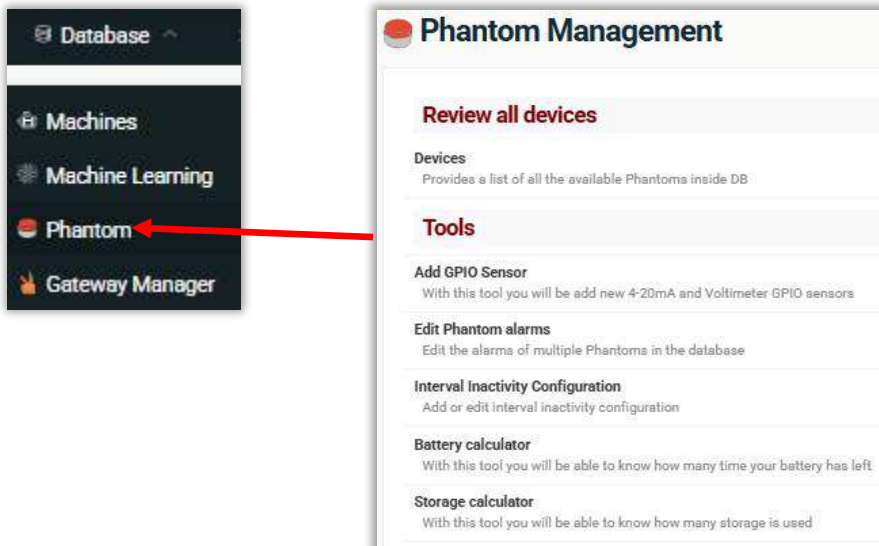 Database
Machines
Machine Learning
Phantom
Gateway Manager
Phantom Management
Review all devices
Devices
Provides a list of all the available Phantoms inside DB
Tools
Add GPIO Sensor
With this tool you will be add new 4-20mA and Voltimeter GPIO sensors
Edit Phantom alarms
Edit the alarms of multiple Phantoms in the database
Interval Inactivity Configuration
Add or edit interval inactivity configuration
Battery calculator
With this tool you will be able to know how many time your battery has left
Storage calculator
With this tool you will be able to know how many storage is used